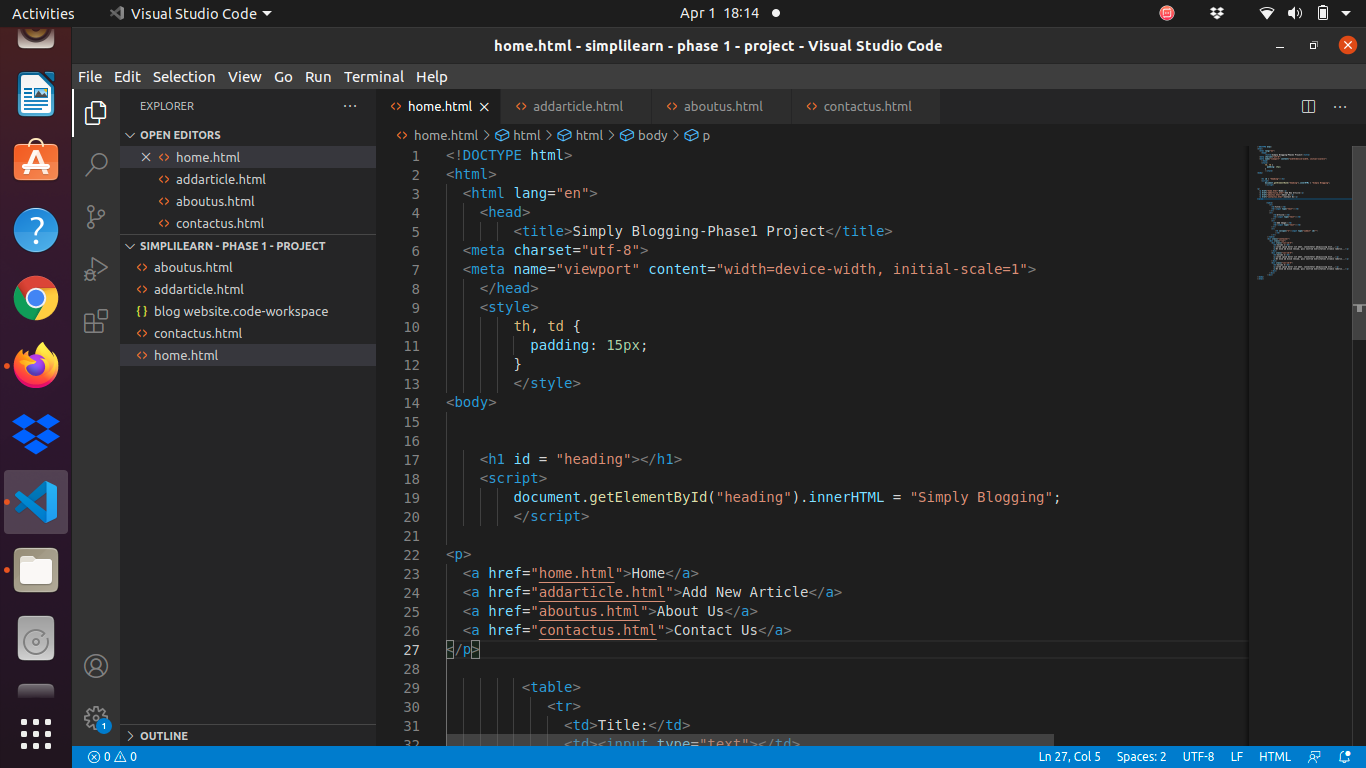 Activities Visual Studio Code Apr 1 18:14
home.html - simplilearn - phase 1 - project - Visual Studio Code
File Edit Selection View Go Run Terminal Help
EXPLORER
OPEN EDITORS
home.html
addarticle.html
aboutus.html
contactus.html
SIMPLILEARN - PHASE 1 - PROJECT
aboutus.html
addarticle.html
{} blog website.code-workspace
contactus.html
home.html
OUTLINE
home.html addarticle.html aboutus.html contactus.html
home.html > html > html > body > p
1 <!DOCTYPE html>
2 <html>
3 <html lang="en">
4 <head>
5 <title>Simply Blogging-Phase1 Project</title>
6 <meta charset="utf-8">
7 <meta name="viewport" content="width=device-width, initial-scale=1">
8 </head>
9 <style>
10 th, td {
11 padding: 15px;
12 }
13 </style>
14 <body>
15
16
17 <h1 id = "heading"></h1>
18 <script>
19 document.getElementById("heading").innerHTML = "Simply Blogging";
20 </script>
21
22 <p>
23 <a href="home.html">Home</a>
24 <a href="addarticle.html">Add New Article</a>
25 <a href="aboutus.html">About Us</a>
26 <a href="contactus.html">Contact Us</a>
27 </p>
28
29 <table>
30 <tr>
31 <td>Title:</td>
32 <td><input type="text"></td>
1
0 0 Ln 27, Col 5 Spaces: 2 UTF-8 LF HTML